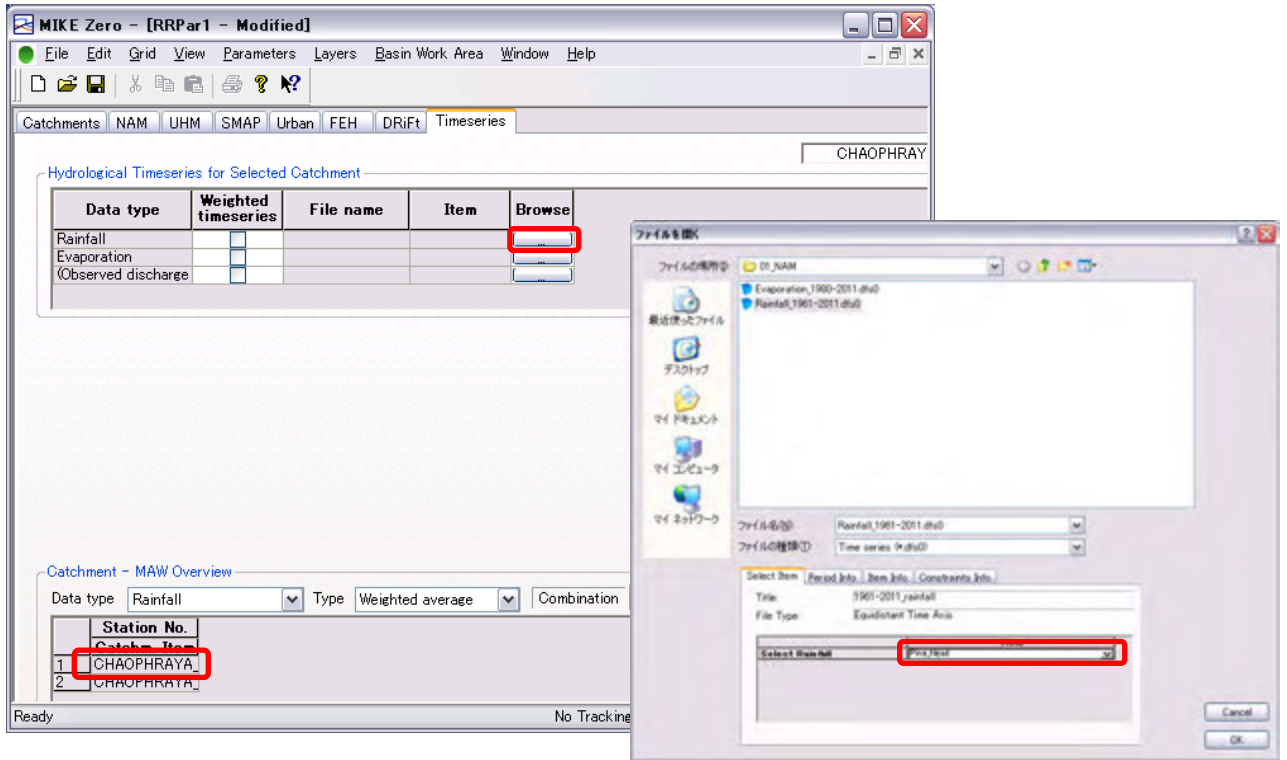 MIKE Zero - [RRPar1 - Modified]
File Edit Grid View Parameters Layers Basin Work Area Window Help
Catchments NAM UHM SMAP Urban FEH DRiFt Timeseries
CHAOPHRAY
Hydrological Timeseries for Selected Catchment
Data type Weighted timeseries File name Item Browse
Rainfall ...
Evaporation ...
(Observed discharge ...
Catchment - MAW Overview
Data type Rainfall Type Weighted average Combination
Station No.
Catchm. Item
1 CHAOPHRAYA_
2 CHAOPHRAYA_
Ready No Tracking
ファイルを開く
ファイルの場所(I): 01_NAM
Evaporation_1980-2011.dfs0
Rainfall_1961-2011.dfs0
最近使ったファイル
デスクトップ
マイ ドキュメント
マイ コンピュータ
マイ ネットワーク
ファイル名(N): Rainfall_1961-2011.dfs0
ファイルの種類(T): Time series (*.dfs0)
Select Item Period Info Item Info Constraints Info
Title: 1961-2011_rainfall
File Type: Equidistant Time Axis
Select Rainfall
Cancel
OK